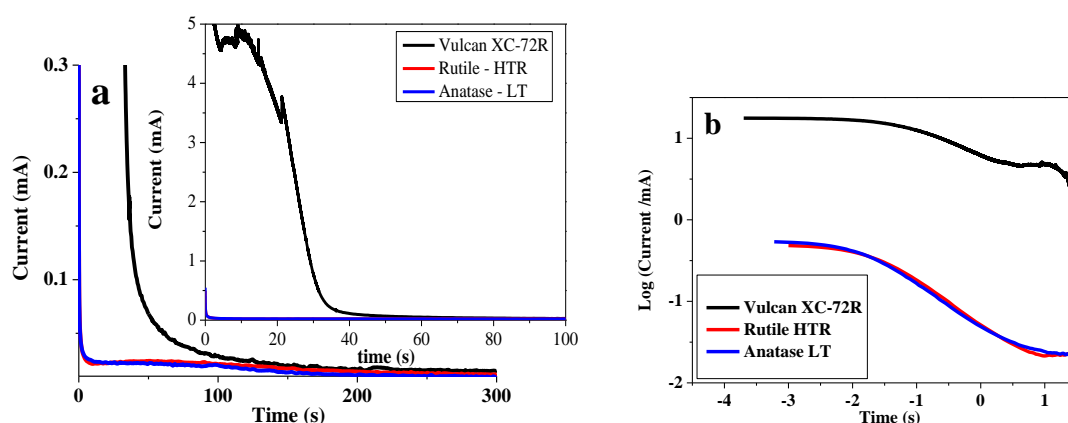 a
Current (mA)
0.3
0.2
0.1
0
100
200
300
Time (s)
Current (mA)
5
4
3
2
1
0
0
20
40
60
80
100
time (s)
Vulcan XC-72R
Rutile - HTR
Anatase - LT
b
Log (Current /mA)
1
0
-1
-2
-4
-3
-2
-1
0
1
Time (s)
Vulcan XC-72R
Rutile HTR
Anatase LT